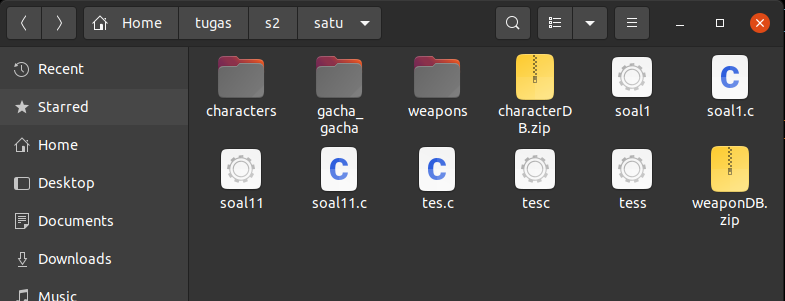 Home tugas s2 satu
Recent
Starred
Home
Desktop
Documents
Downloads
Music
characters
gacha_
gacha
weapons
characterD
B.zip
soal1
soal1.c
soal11
soal11.c
tes.c
tesc
tess
weaponDB.
zip